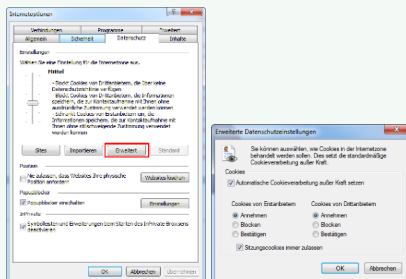 Internetoptionen
Verbindungen Programme Erweitert
Allgemein Sicherheit Datenschutz Inhalte
Einstellungen
Wählen Sie eine Einstellung für die Internetzone aus.
Mittel
- Blockt Cookies von Drittanbietern, die über keine
Datenschutzrichtlinie verfügen
- Blockt Cookies von Drittanbietern, die Informationen
speichern, die zur Kontaktaufnahme mit Ihnen ohne
ausdrückliche Zustimmung verwendet werden können
- Schränkt Cookies von Erstanbietern ein, die
Informationen speichern, die zur Kontaktaufnahme mit
Ihnen ohne stillschweigende Zustimmung verwendet
werden können
Sites Importieren Erweitert Standard
Position
Nie zulassen, dass Websites Ihre physische
Position anfordern
Websites löschen
Popupblocker
Popupblocker einschalten Einstellungen
InPrivate
Symbolleisten und Erweiterungen beim Starten des InPrivate-Browsens
deaktivieren
OK Abbrechen Übernehmen
Erweiterte Datenschutzeinstellungen
Sie können auswählen, wie Cookies in der Internetzone
behandelt werden sollen. Dies setzt die standardmäßige
Cookieverarbeitung außer Kraft.
Cookies
Automatische Cookieverarbeitung außer Kraft setzen
Cookies von Erstanbietern Cookies von Drittanbietern
Annehmen Annehmen
Blocken Blocken
Bestätigen Bestätigen
Sitzungscookies immer zulassen
OK Abbrechen